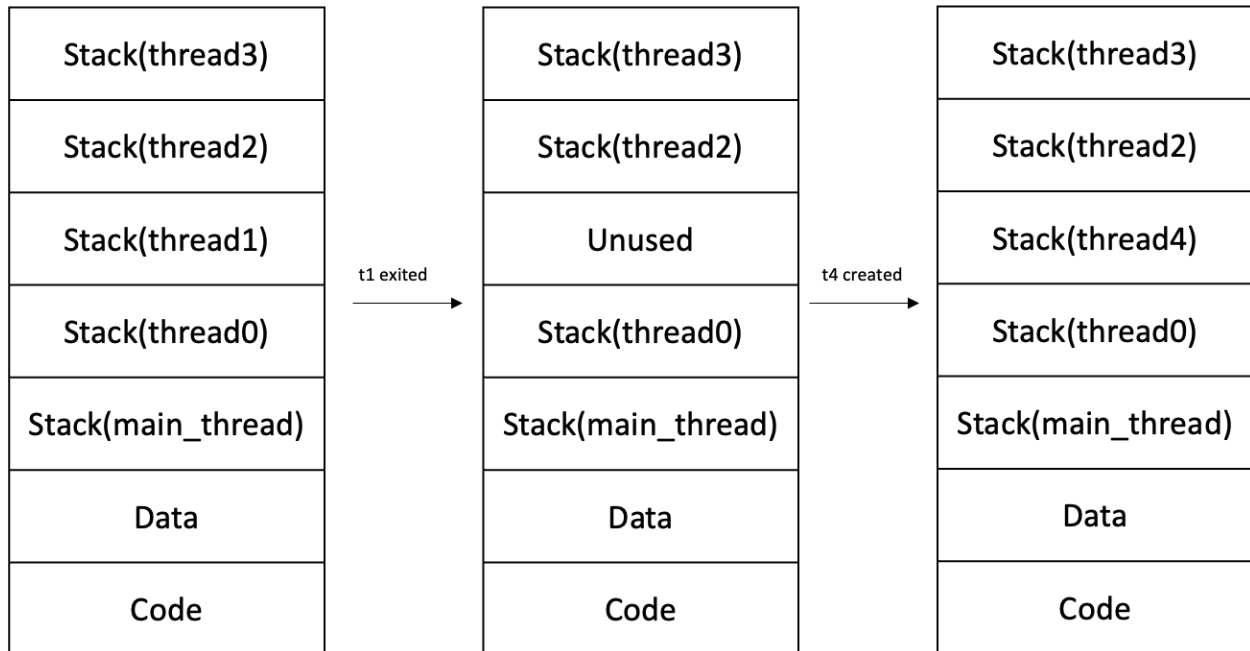 Stack(thread3)
Stack(thread2)
Stack(thread1)
Stack(thread0)
Stack(main_thread)
Data
Code
t1 exited
Stack(thread3)
Stack(thread2)
Unused
Stack(thread0)
Stack(main_thread)
Data
Code
t4 created
Stack(thread3)
Stack(thread2)
Stack(thread4)
Stack(thread0)
Stack(main_thread)
Data
Code